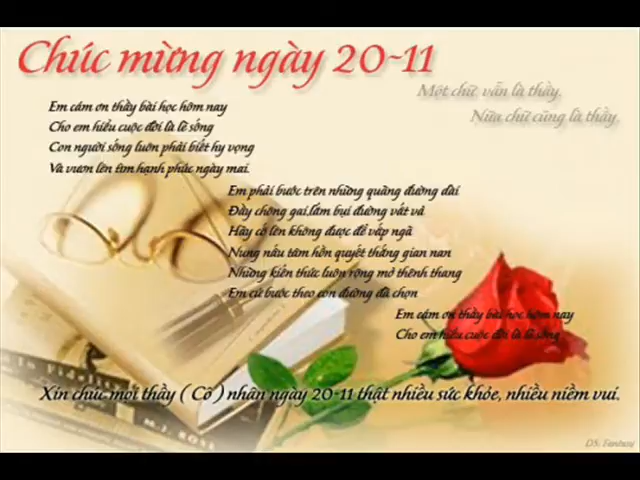 Chúc mừng ngày 20-11
Một chữ vẫn là thầy,
Nửa chữ cũng là thầy,
Em cám ơn thầy bài học hôm nay
Cho em hiểu cuộc đời là lẽ sống
Con người sống luôn phải biết hy vọng
Và vươn lên tìm hạnh phúc ngày mai.
Em phải bước trên những quãng đường dài
Đầy chông gai,lấm bụi đường vất vả
Hãy cố lên không được để vấp ngã
Nung nấu tâm hồn quyết thắng gian nan
Những kiến thức luôn rộng mở thênh thang
Em cứ bước theo con đường đã chọn
Em cám ơn thầy bài học hôm nay
Cho em hiểu cuộc đời là lẽ sống
Xin chúc mọi thầy ( Cô ) nhân ngày 20-11 thật nhiều sức khỏe, nhiều niềm vui.
M.J. ROSE
DS: Fantasy